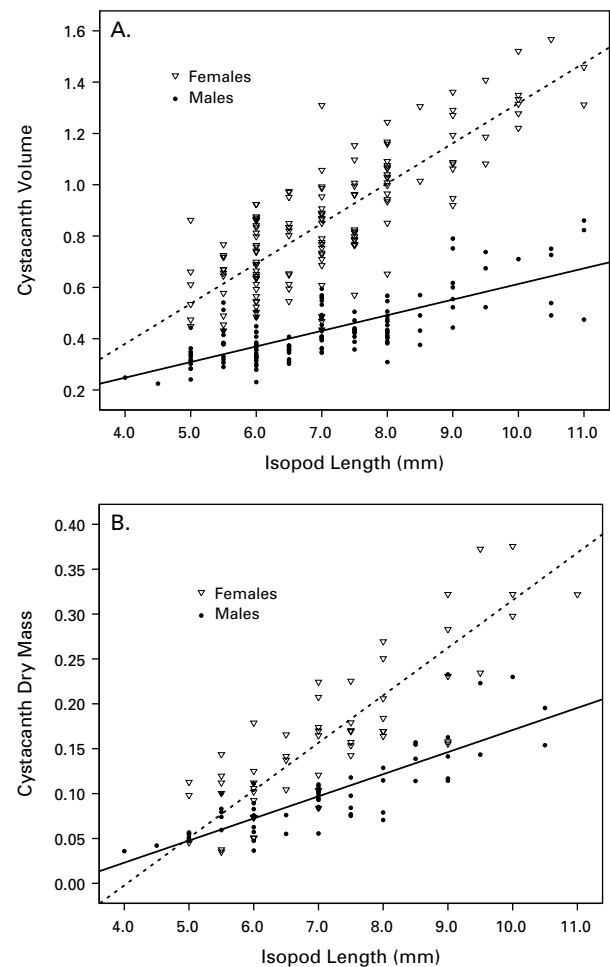 A.
1.6
1.4
1.2
1.0
0.8
0.6
0.4
0.2
Cystacanth Volume
Females
Males
4.0 5.0 6.0 7.0 8.0 9.0 10.0 11.0
Isopod Length (mm)
B.
0.40
0.35
0.30
0.25
0.20
0.15
0.10
0.05
0.00
Cystacanth Dry Mass
Females
Males
4.0 5.0 6.0 7.0 8.0 9.0 10.0 11.0
Isopod Length (mm)